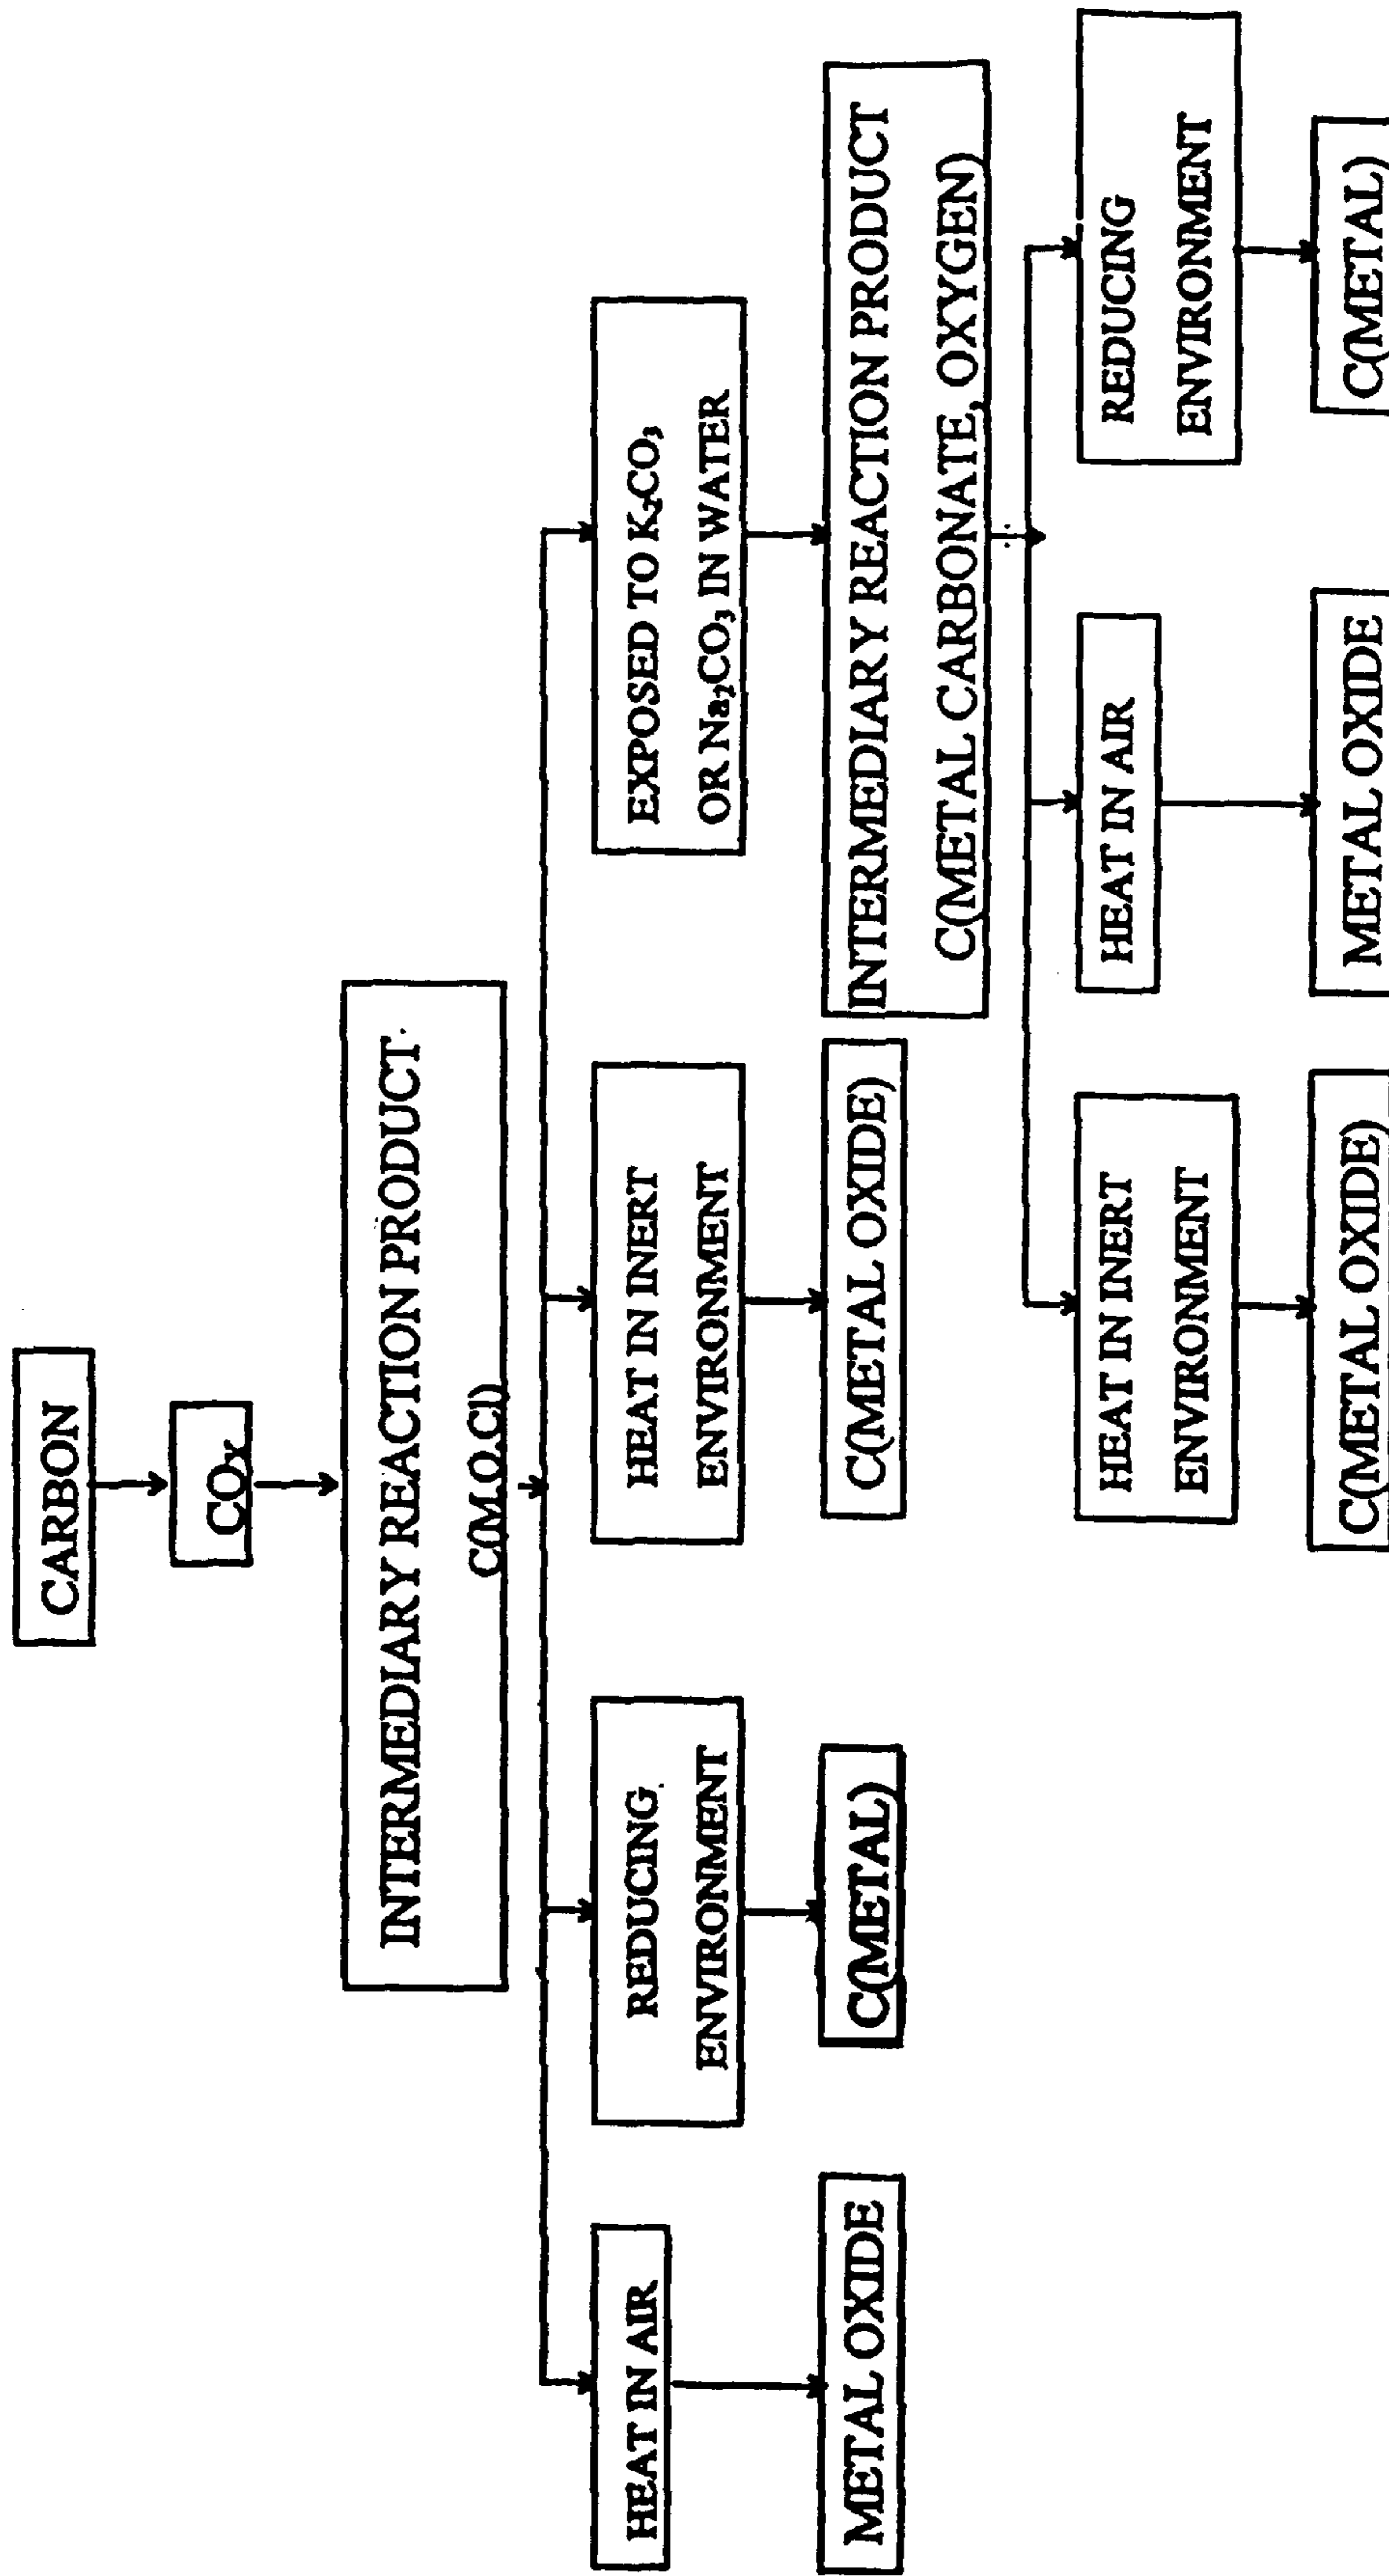 CARBON
COx
INTERMEDIARY REACTION PRODUCT
C(M.O.Cl)
HEAT IN AIR
METAL OXIDE
REDUCING
ENVIRONMENT
C(METAL)
HEAT IN INERT
ENVIRONMENT
C(METAL OXIDE)
EXPOSED TO K₂CO₃
OR Na₂CO₃ IN WATER
INTERMEDIARY REACTION PRODUCT
C(METAL CARBONATE, OXYGEN)
HEAT IN INERT
ENVIRONMENT
C(METAL OXIDE)
HEAT IN AIR
METAL OXIDE
REDUCING
ENVIRONMENT
C(METAL)